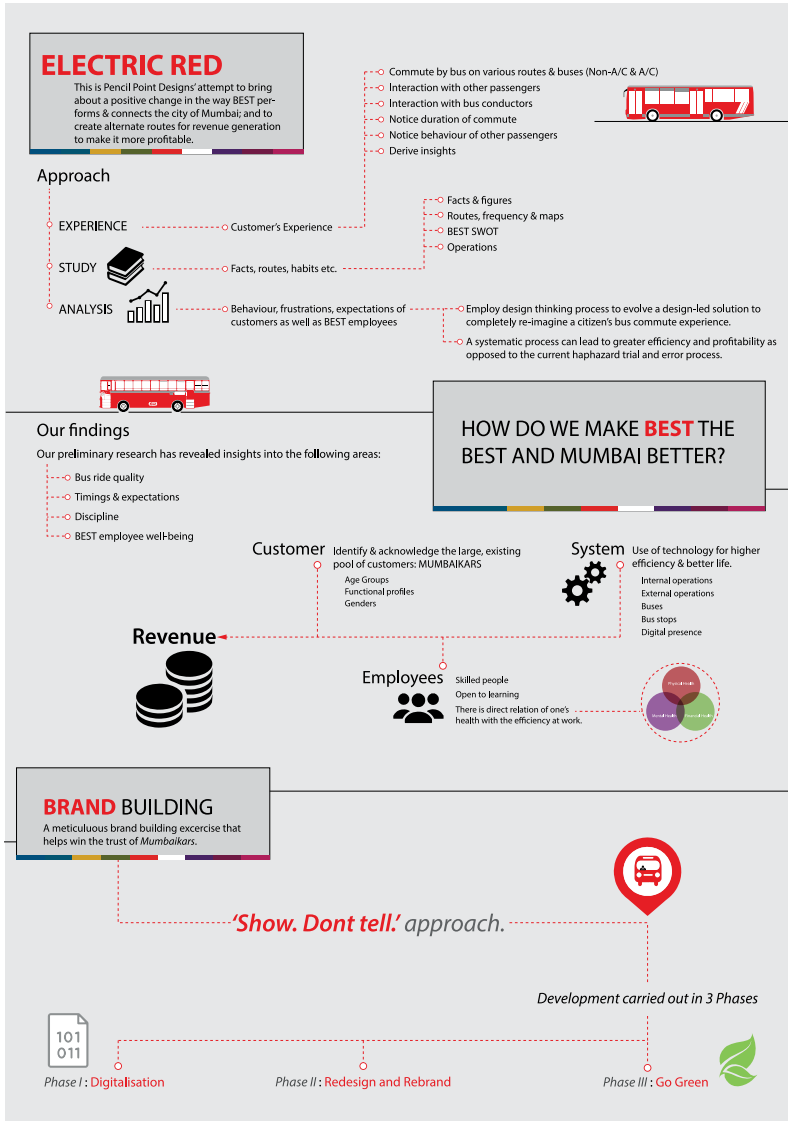 ELECTRIC RED
This is Pencil Point Designs' attempt to bring
about a positive change in the way BEST per-
forms & connects the city of Mumbai; and to
create alternate routes for revenue generation
to make it more profitable.
Commute by bus on various routes & buses (Non-A/C & A/C)
Interaction with other passengers
Interaction with bus conductors
Notice duration of commute
Notice behaviour of other passengers
Derive insights
Approach
EXPERIENCE
Customer's Experience
Facts & figures
Routes, frequency & maps
BEST SWOT
Operations
STUDY
Facts, routes, habits etc.
ANALYSIS
Behaviour, frustrations, expectations of
customers as well as BEST employees
Employ design thinking process to evolve a design-led solution to
completely re-imagine a citizen's bus commute experience.
A systematic process can lead to greater efficiency and profitability as
opposed to the current haphazard trial and error process.
Our findings
Our preliminary research has revealed insights into the following areas:
Bus ride quality
Timings & expectations
Discipline
BEST employee well-being
HOW DO WE MAKE BEST THE
BEST AND MUMBAI BETTER?
Customer
Identify & acknowledge the large, existing
pool of customers: MUMBAIKARS
Age Groups
Functional profiles
Genders
System
Use of technology for higher
efficiency & better life.
Internal operations
External operations
Buses
Bus stops
Digital presence
Revenue
Employees
Skilled people
Open to learning
There is direct relation of one's
health with the efficiency at work.
Physical Health
Mental Health
Financial Health
BRAND BUILDING
A meticuluous brand building excercise that
helps win the trust of Mumbaikars.
'Show. Dont tell.' approach.
Development carried out in 3 Phases
101
011
Phase I : Digitalisation
Phase II : Redesign and Rebrand
Phase III : Go Green